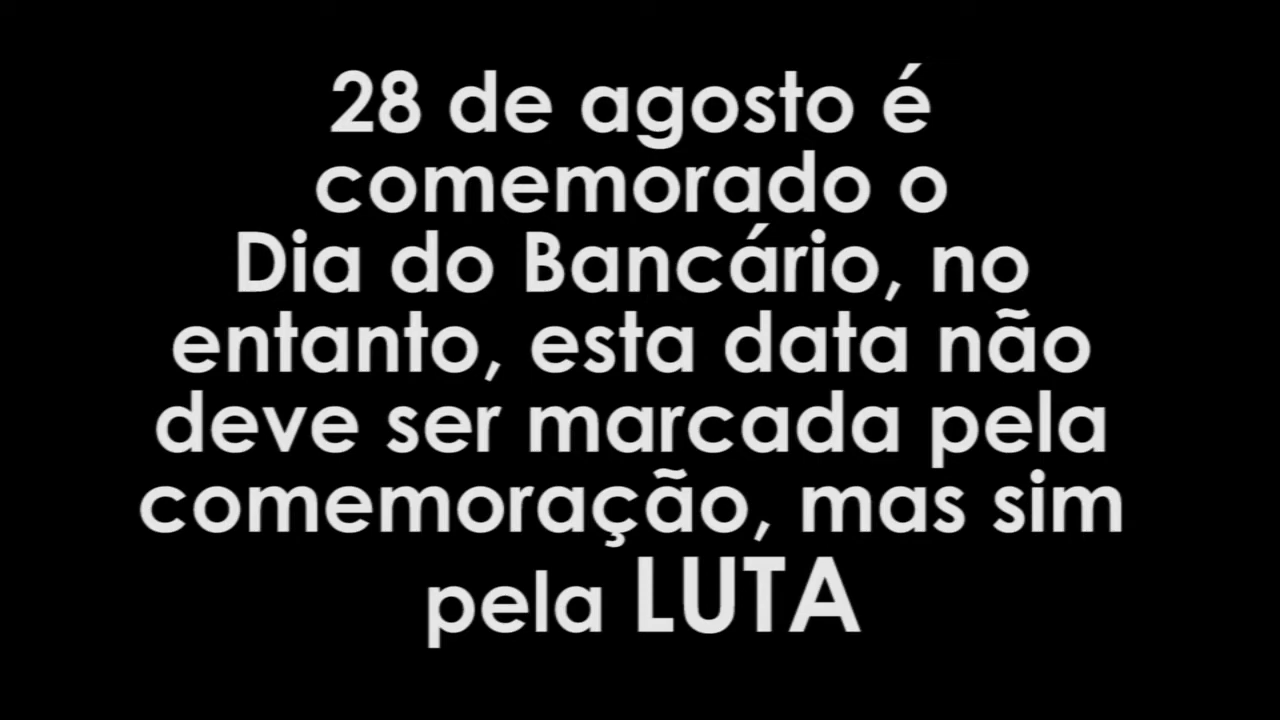 28 de agosto é
comemorado o
Dia do Bancário, no
entanto, esta data não
deve ser marcada pela
comemoração, mas sim
pela LUTA